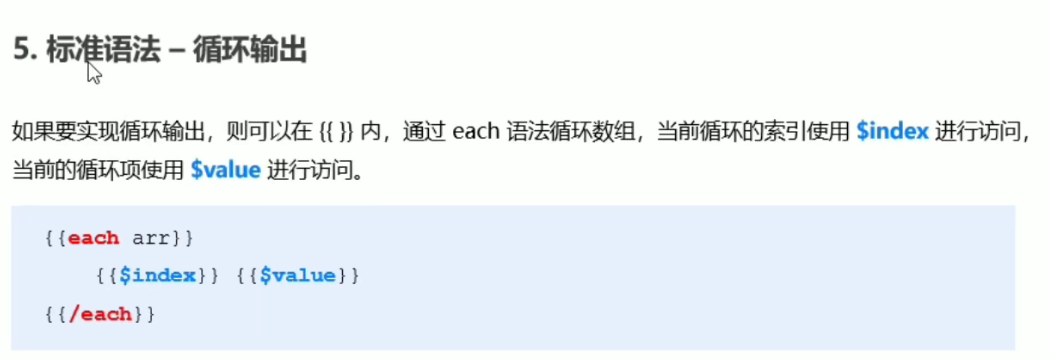 5. 标准语法 – 循环输出
如果要实现循环输出，则可以在 {{ }} 内，通过 each 语法循环数组，当前循环的索引使用 $index 进行访问，
当前的循环项使用 $value 进行访问。
{{each arr}}
{{$index}} {{$value}}
{{/each}}